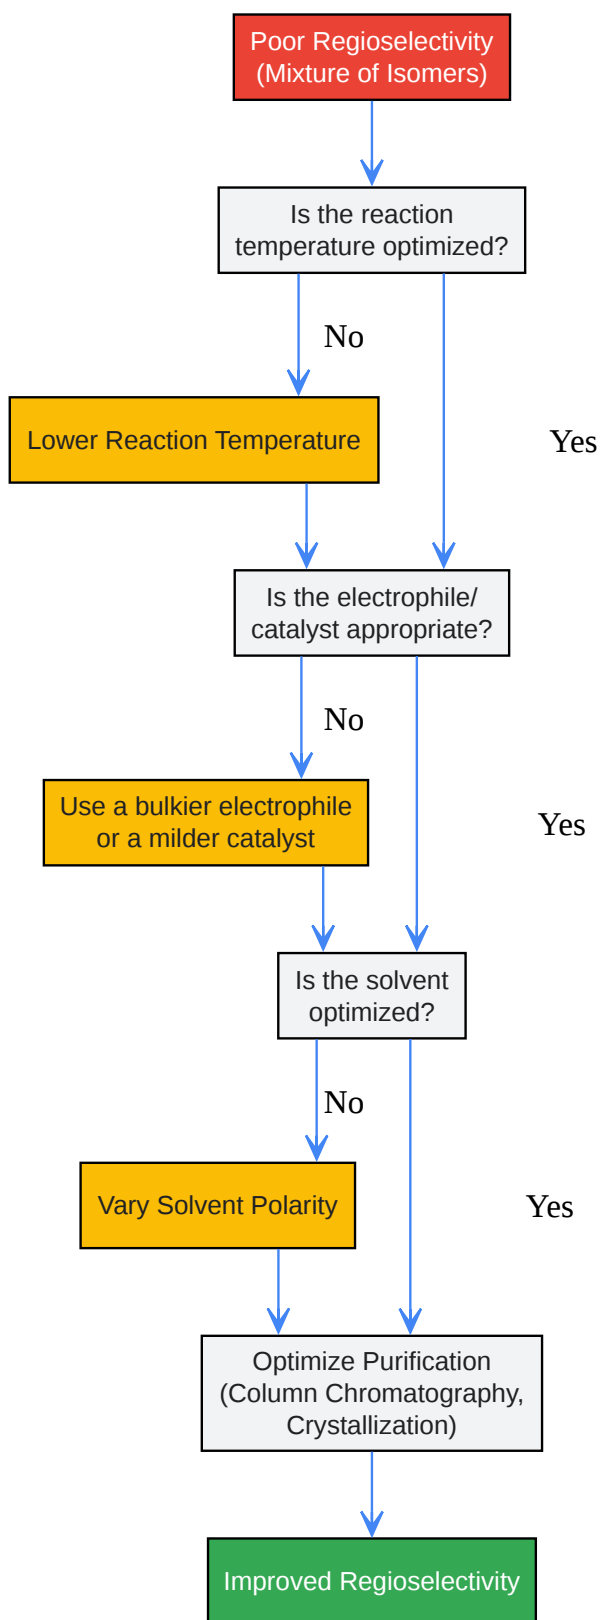 Poor Regioselectivity
(Mixture of Isomers)
Is the reaction
temperature optimized?
No
Lower Reaction Temperature
Yes
Is the electrophile/
catalyst appropriate?
No
Use a bulkier electrophile
or a milder catalyst
Yes
Is the solvent
optimized?
No
Vary Solvent Polarity
Yes
Optimize Purification
(Column Chromatography,
Crystallization)
Improved Regioselectivity